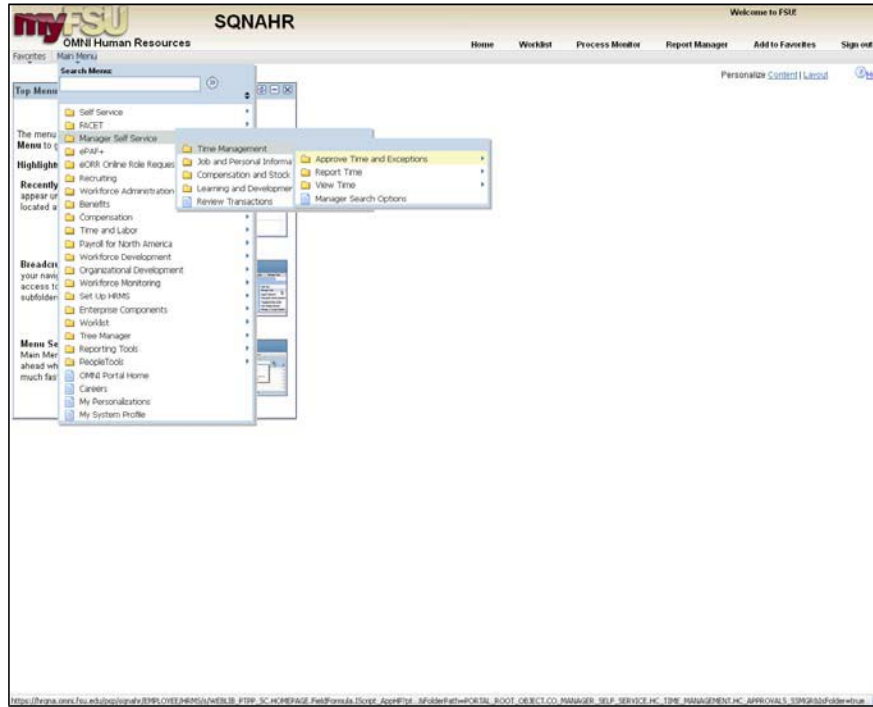 myFSU
SQNAHR
Welcome to FSU!
OMNI Human Resources
Home Worklist Process Monitor Report Manager Add to Favorites Sign out
Favorites Main Menu
Personalize Content | Layout
Search Menu:
Top Menu
Self Service
FACET
Manager Self Service
ePAF+
eORR Online Role Reques
Recruiting
Workforce Administration
Benefits
Compensation
Time and Labor
Payroll for North America
Workforce Development
Organizational Development
Workforce Monitoring
Set Up HRMS
Enterprise Components
Worklist
Tree Manager
Reporting Tools
PeopleTools
OMNI Portal Home
Careers
My Personalizations
My System Profile
Time Management
Job and Personal Informa
Compensation and Stock
Learning and Developmen
Review Transactions
Approve Time and Exceptions
Report Time
View Time
Manager Search Options
The menu
Menu to
Highlight
Recently
appear
located
Breadcr
your navi
access to
subfolder
Menu Se
Main Men
ahead wh
much fas